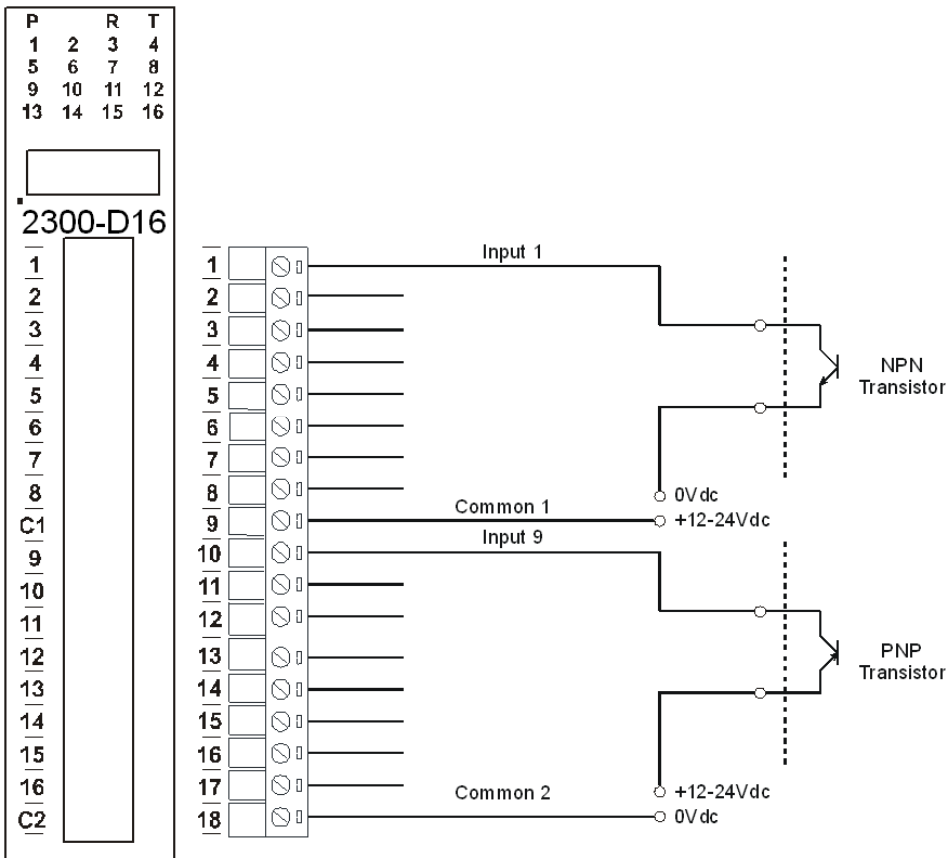 P R T
1 2 3 4
5 6 7 8
9 10 11 12
13 14 15 16
2300-D16
1
2
3
4
5
6
7
8
C1
9
10
11
12
13
14
15
16
C2
1
2
3
4
5
6
7
8
9
10
11
12
13
14
15
16
17
18
Input 1
NPN
Transistor
0Vdc
Common 1
+12-24Vdc
Input 9
PNP
Transistor
+12-24Vdc
Common 2
0Vdc